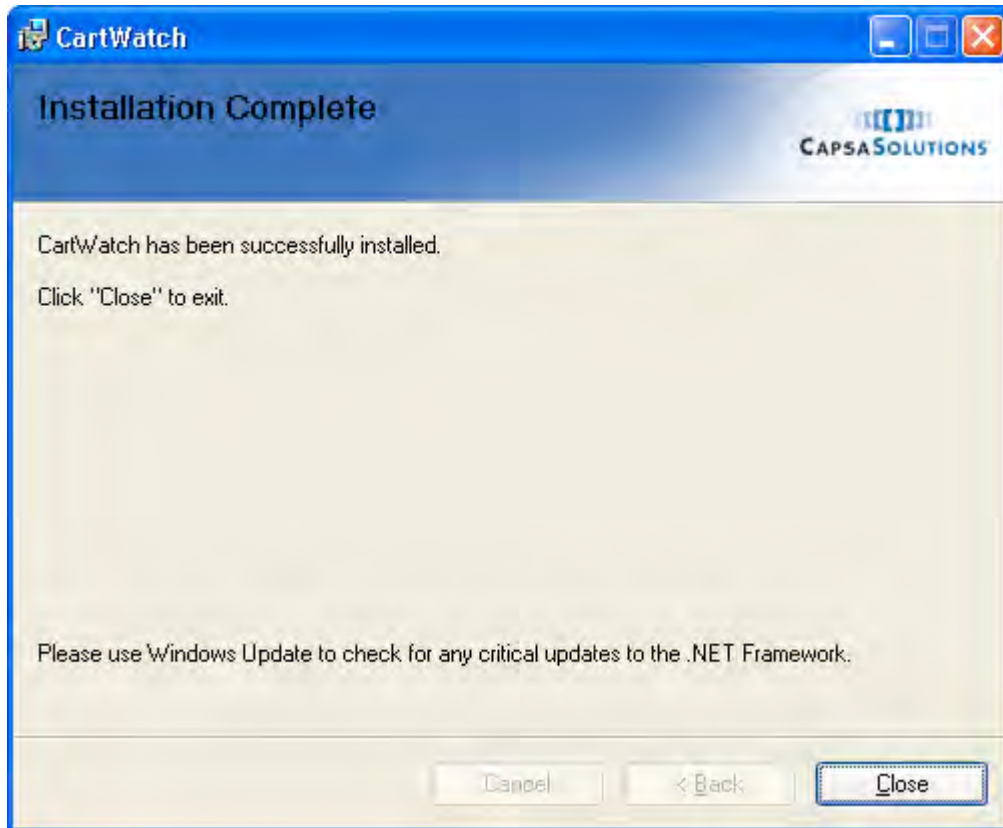 CartWatch
Installation Complete
CAPSASOLUTIONS
CartWatch has been successfully installed.
Click "Close" to exit.
Please use Windows Update to check for any critical updates to the .NET Framework.
Cancel
< Back
Close